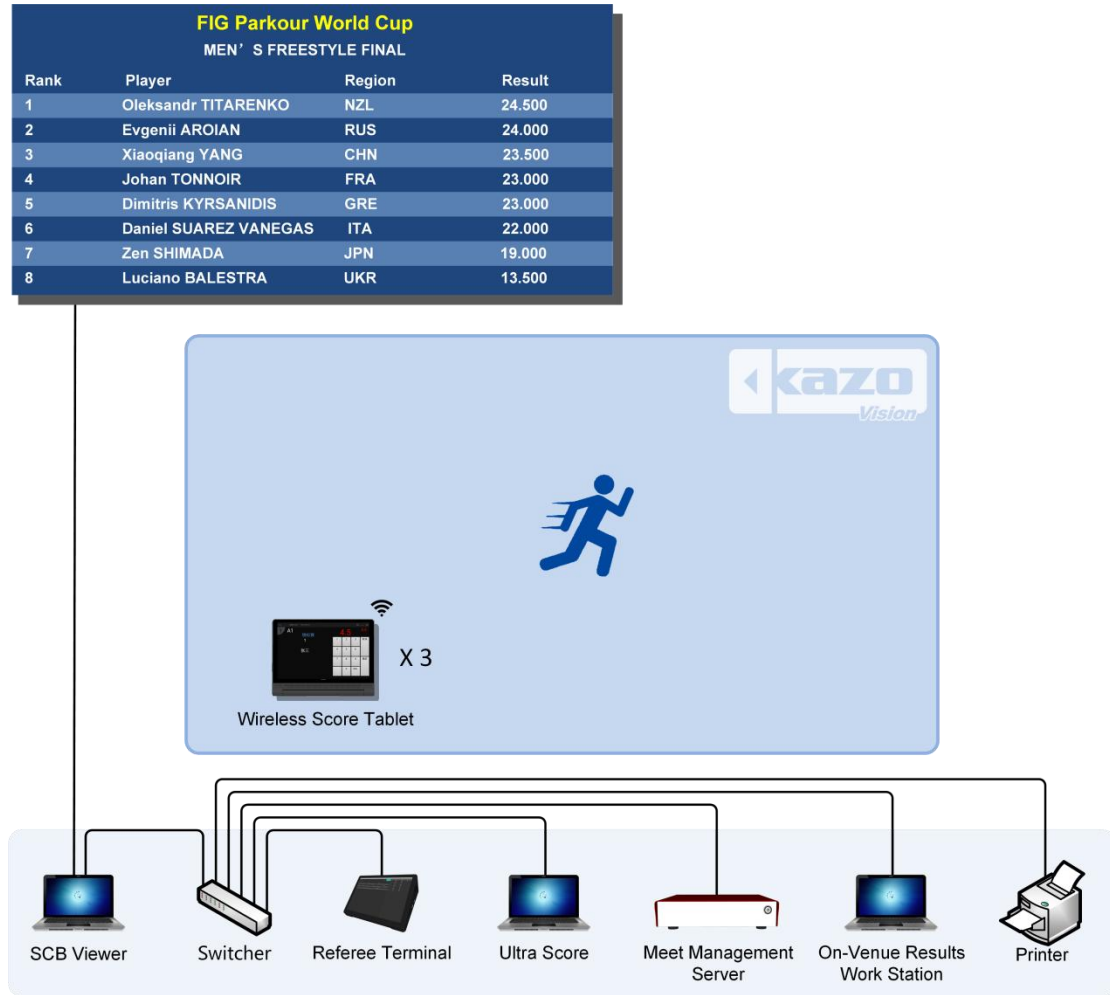 FIG Parkour World Cup
MEN’S FREESTYLE FINAL
Rank Player Region Result
1 Oleksandr TITARENKO NZL 24.500
2 Evgenii AROIAN RUS 24.000
3 Xiaoqiang YANG CHN 23.500
4 Johan TONNOIR FRA 23.000
5 Dimitris KYRSANIDIS GRE 23.000
6 Daniel SUAREZ VANEGAS ITA 22.000
7 Zen SHIMADA JPN 19.000
8 Luciano BALESTRA UKR 13.500
kazo
Vision
A1
4.5
X 3
Wireless Score Tablet
SCB Viewer
Switcher
Referee Terminal
Ultra Score
Meet Management
Server
On-Venue Results
Work Station
Printer